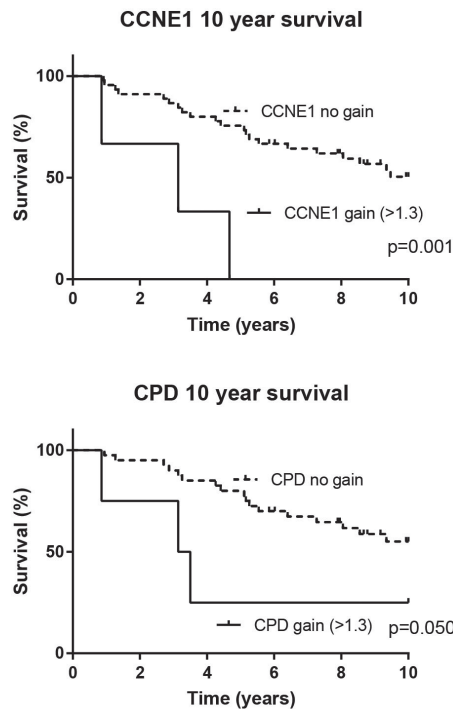 CCNE1 10 year survival
100
50
0
Survival (%)
CCNE1 no gain
CCNE1 gain (>1.3)
p=0.001
0 2 4 6 8 10
Time (years)
CPD 10 year survival
100
50
0
Survival (%)
CPD no gain
CPD gain (>1.3) p=0.050
0 2 4 6 8 10
Time (years)